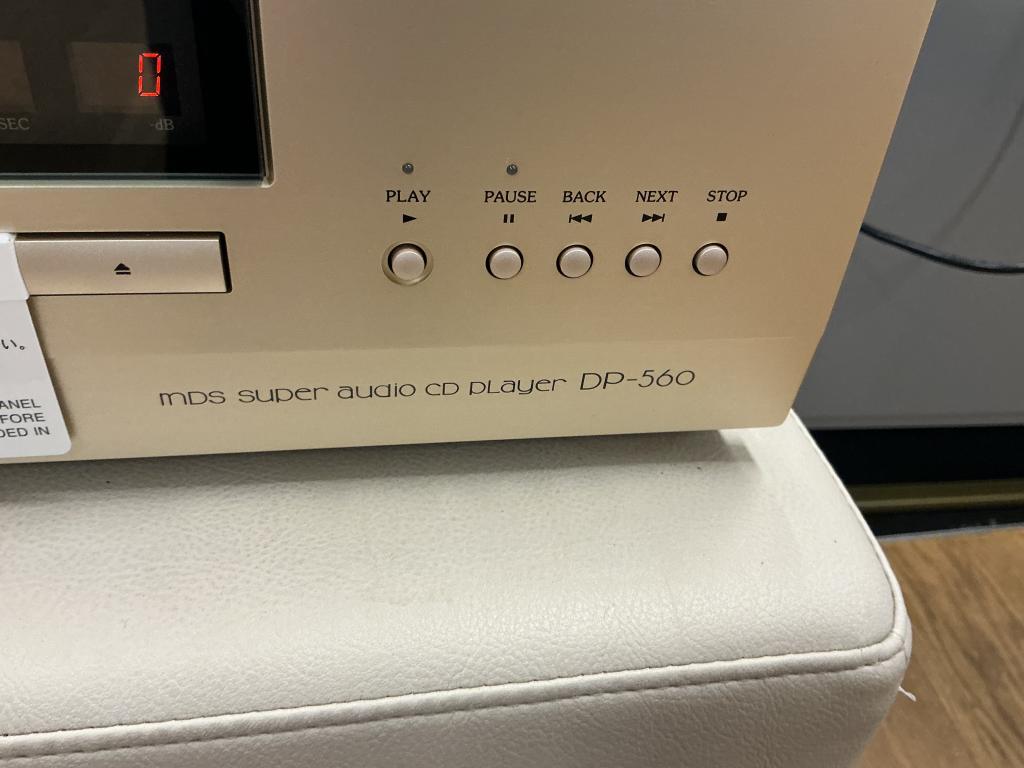 0
SEC -dB
PLAY PAUSE BACK NEXT STOP
い。
ANEL
FORE
DED IN
MDS SUPER AUDIO CD PLAYER DP-560